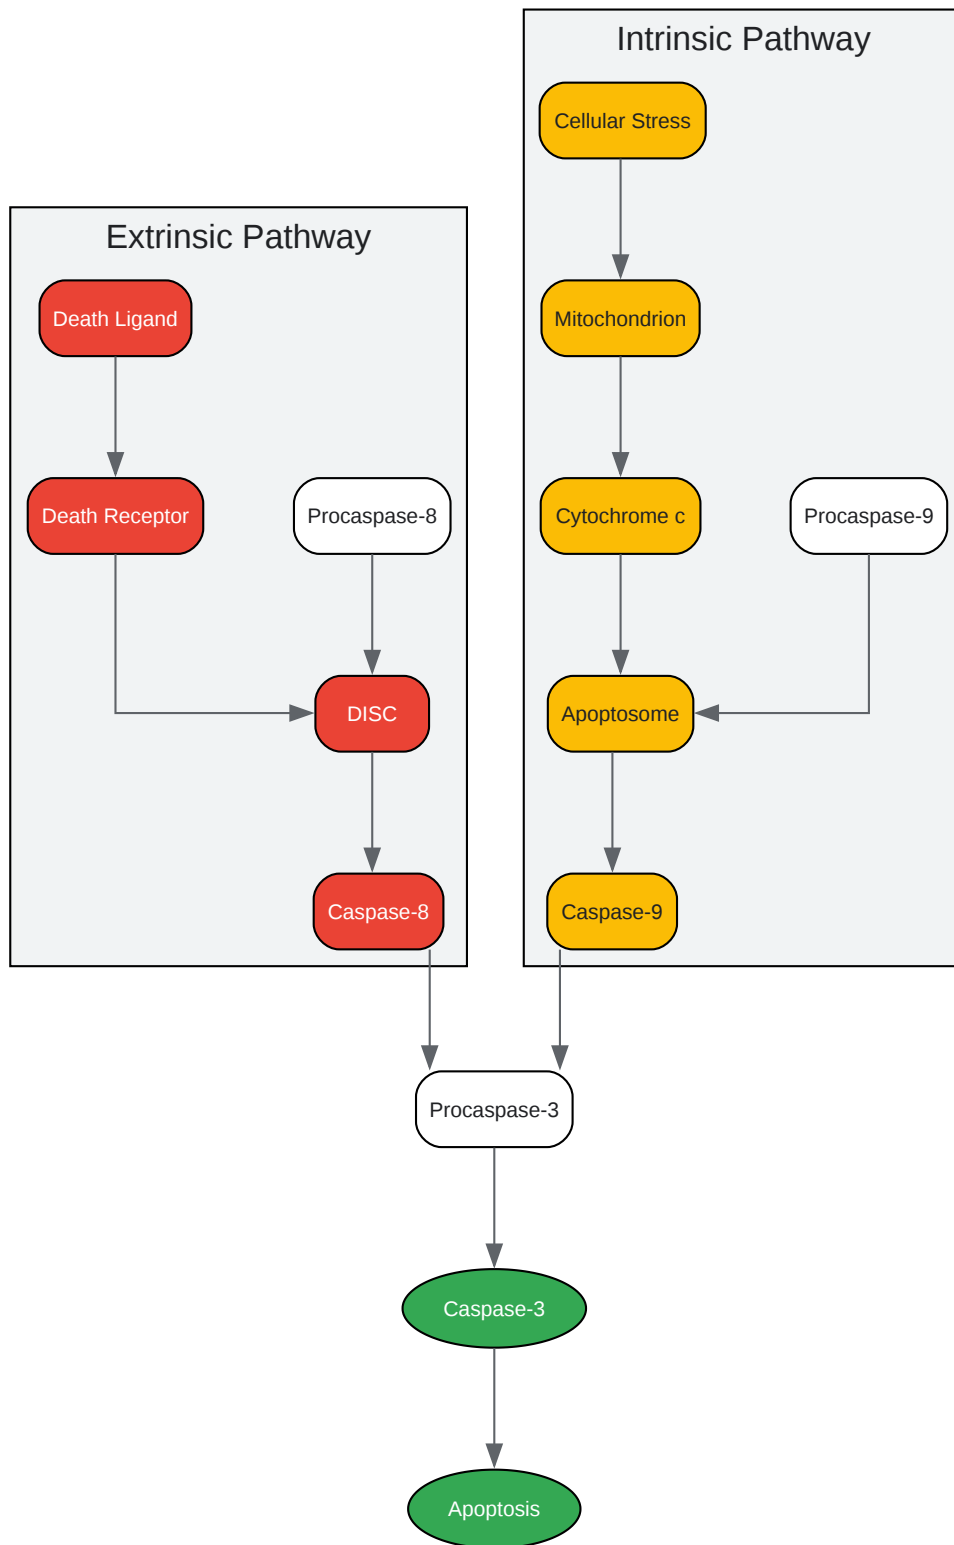 Intrinsic Pathway
Cellular Stress
Extrinsic Pathway
Death Ligand
Mitochondrion
Death Receptor
Procaspase-8
Cytochrome c
Procaspase-9
DISC
Apoptosome
Caspase-8
Caspase-9
Procaspase-3
Caspase-3
Apoptosis